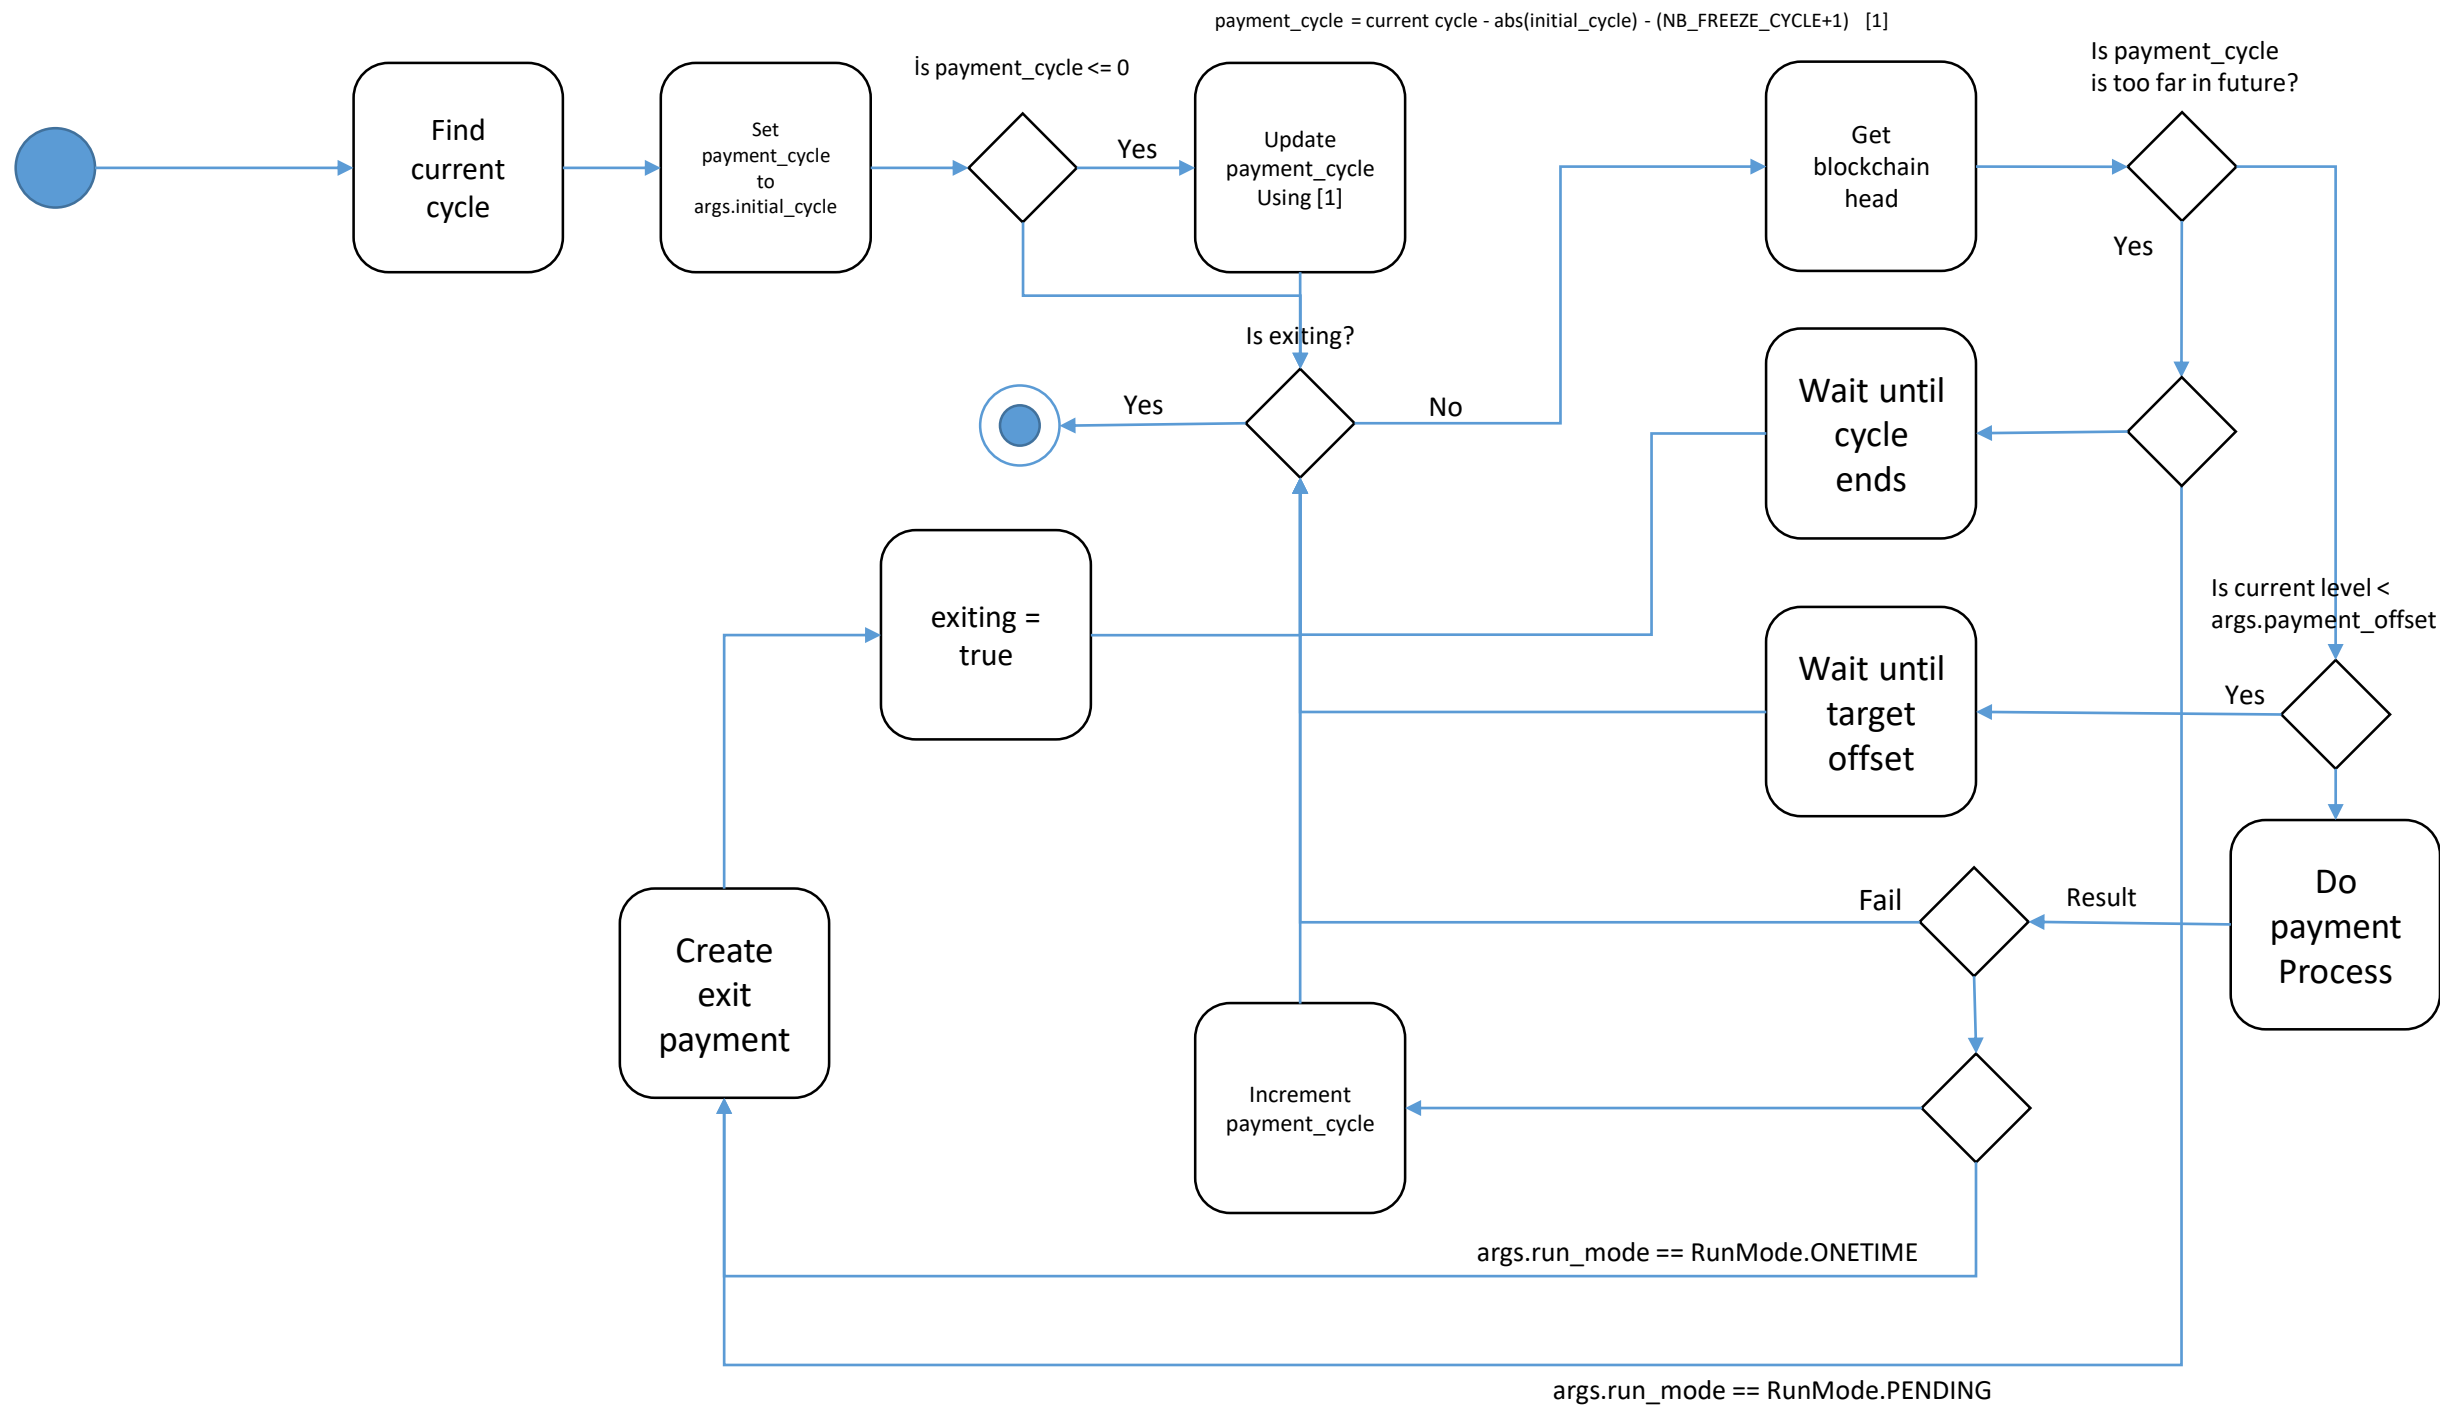 payment_cycle = current cycle - abs(initial_cycle) - (NB_FREEZE_CYCLE+1) [1]
Find
current
cycle
Set
payment_cycle
to
args.initial_cycle
İs payment_cycle <= 0
Yes
Update
payment_cycle
Using [1]
Get
blockchain
head
Is payment_cycle
is too far in future?
Yes
Is exiting?
Yes
No
Wait until
cycle
ends
exiting =
true
Is current level <
args.payment_offset
Wait until
target
offset
Yes
Do
payment
Process
Result
Fail
Create
exit
payment
Increment
payment_cycle
args.run_mode == RunMode.ONETIME
args.run_mode == RunMode.PENDING